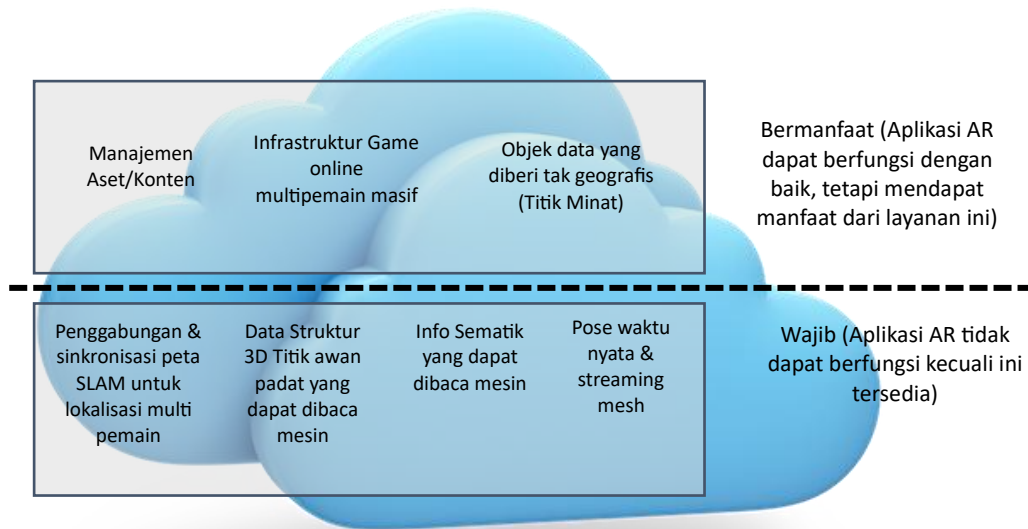 Manajemen
Aset/Konten
Infrastruktur Game
online
multipemain masif
Objek data yang
diberi tak geografis
(Titik Minat)
Bermanfaat (Aplikasi AR
dapat berfungsi dengan
baik, tetapi mendapat
manfaat dari layanan ini)
Penggabungan &
sinkronisasi peta
SLAM untuk
lokalisasi multi
pemain
Data Struktur
3D Titik awan
padat yang
dapat dibaca
mesin
Info Sematik
yang dapat
dibaca mesin
Pose waktu
nyata &
streaming
mesh
Wajib (Aplikasi AR tidak
dapat berfungsi kecuali ini
tersedia)